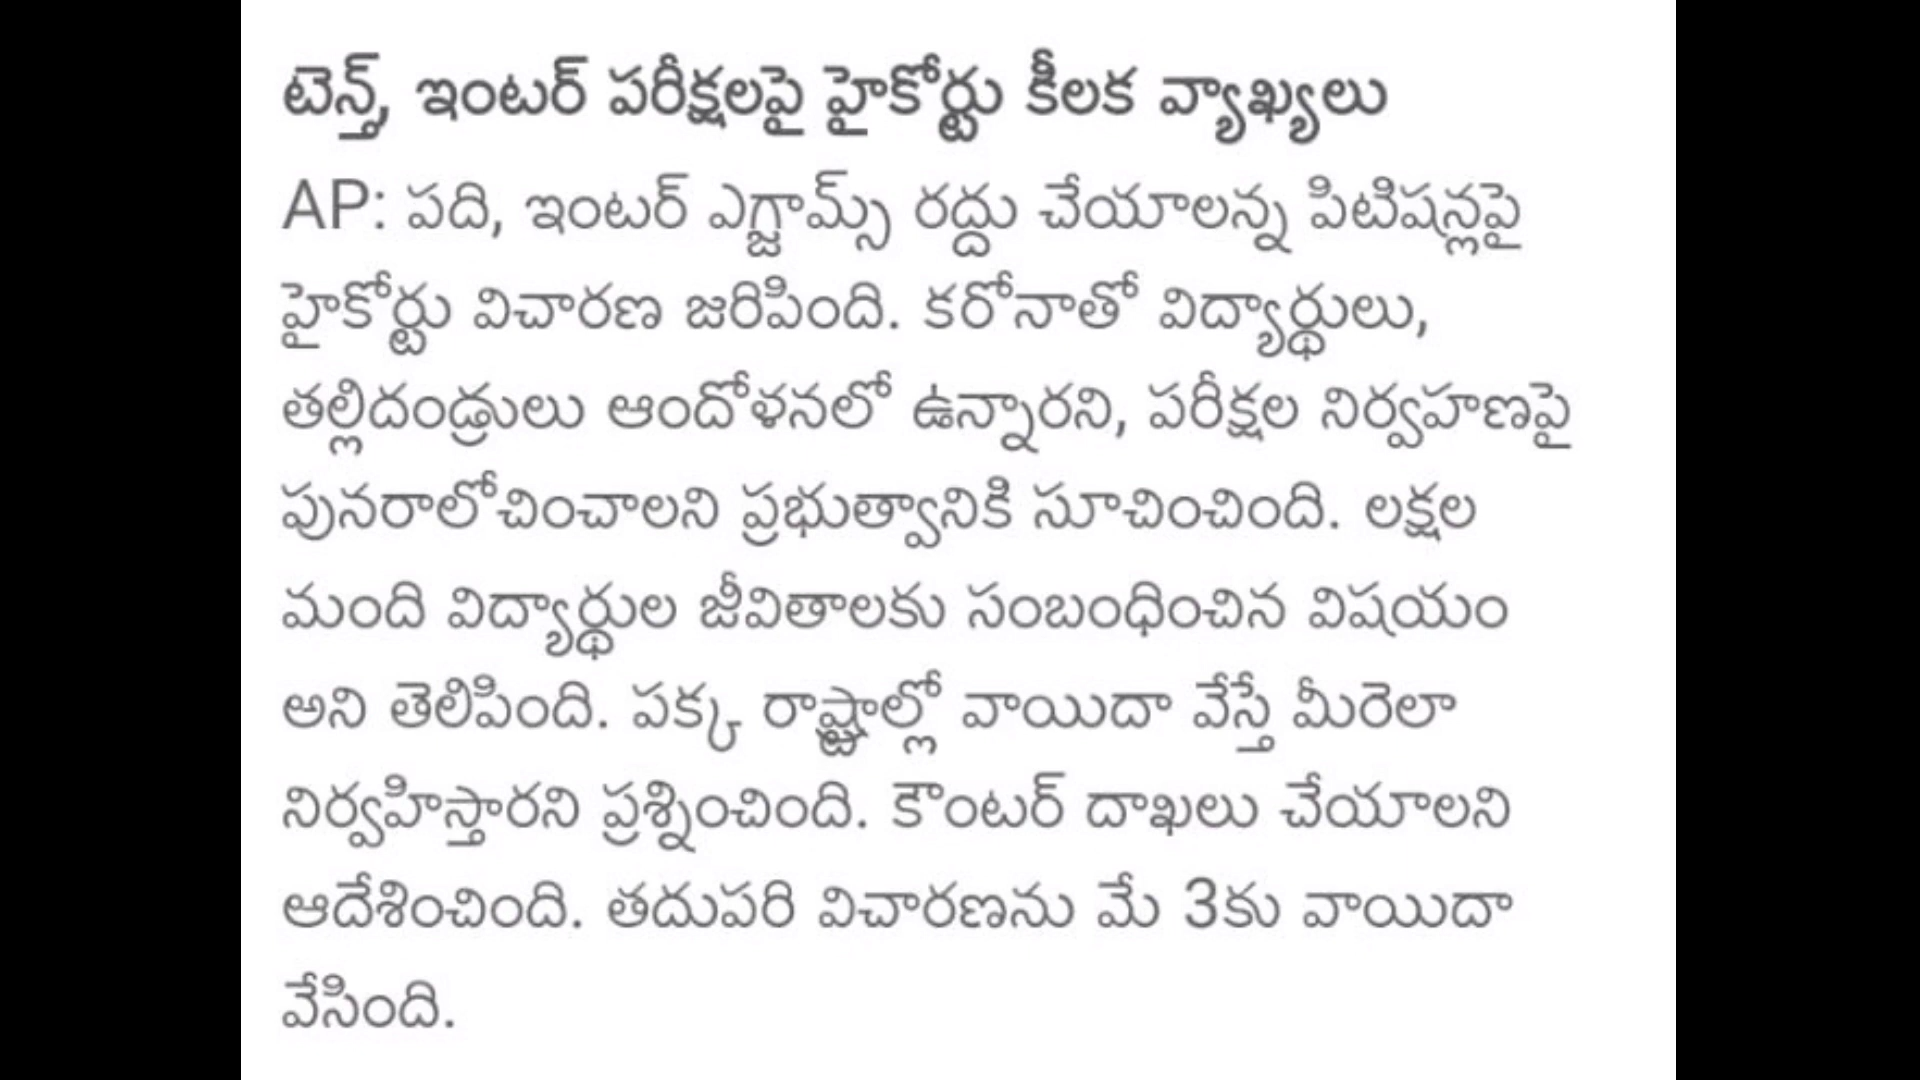 టెన్త్, ఇంటర్ పరీక్షలపై హైకోర్టు కీలక వ్యాఖ్యలు
AP: పది, ఇంటర్ ఎగ్జామ్స్ రద్దు చేయాలన్న పిటిషన్లపై
హైకోర్టు విచారణ జరిపింది. కరోనాతో విద్యార్థులు,
తల్లిదండ్రులు ఆందోళనలో ఉన్నారని, పరీక్షల నిర్వహణపై
పునరాలోచించాలని ప్రభుత్వానికి సూచించింది. లక్షల
మంది విద్యార్థుల జీవితాలకు సంబంధించిన విషయం
అని తెలిపింది. పక్క రాష్ట్రాల్లో వాయిదా వేస్తే మీరెలా
నిర్వహిస్తారని ప్రశ్నించింది. కౌంటర్ దాఖలు చేయాలని
ఆదేశించింది. తదుపరి విచారణను మే 3కు వాయిదా
వేసింది.